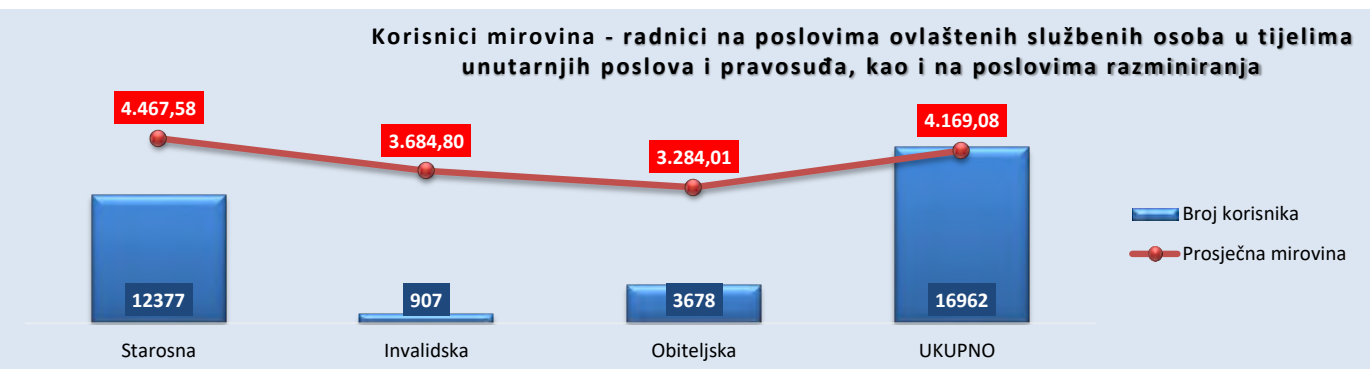 Korisnici mirovina - radnici na poslovima ovlaštenih službenih osoba u tijelima
unutarnjih poslova i pravosuđa, kao i na poslovima razminiranja
4.467,58
3.684,80
3.284,01
4.169,08
Broj korisnika
Prosječna mirovina
12377
907
3678
16962
Starosna
Invalidska
Obiteljska
UKUPNO